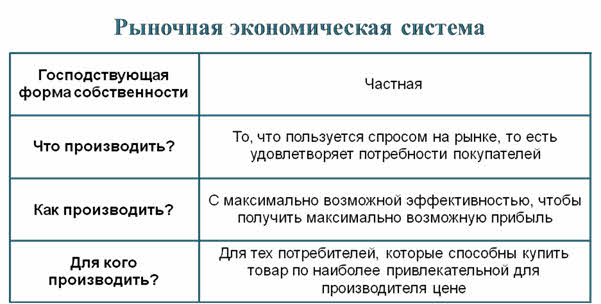 Рыночная экономическая система
Господствующая
форма собственности
Частная
Что производить?
То, что пользуется спросом на рынке, то есть
удовлетворяет потребности покупателей
Как производить?
С максимально возможной эффективностью, чтобы
получить максимально возможную прибыль
Для кого
производить?
Для тех потребителей, которые способны купить
товар по наиболее привлекательной для
производителя цене